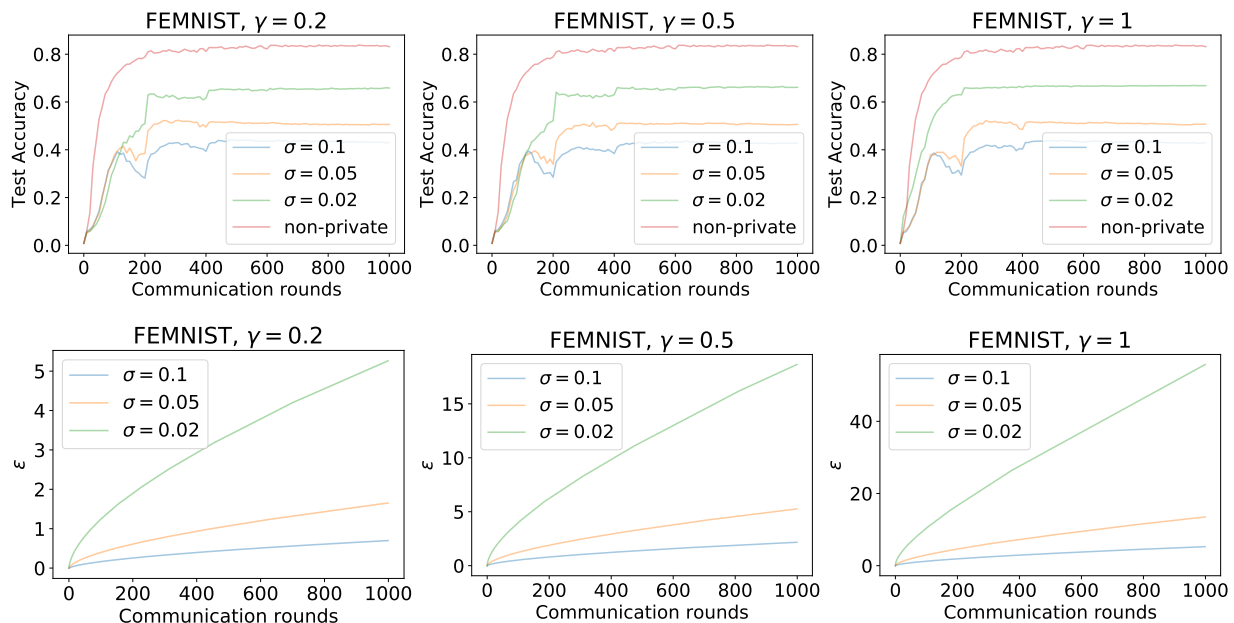 FEMNIST, γ = 0.2
Test Accuracy
0.8
0.6
0.4
0.2
0.0
0 200 400 600 800 1000
Communication rounds
σ = 0.1
σ = 0.05
σ = 0.02
non-private
FEMNIST, γ = 0.5
Test Accuracy
0.8
0.6
0.4
0.2
0.0
0 200 400 600 800 1000
Communication rounds
σ = 0.1
σ = 0.05
σ = 0.02
non-private
FEMNIST, γ = 1
Test Accuracy
0.8
0.6
0.4
0.2
0.0
0 200 400 600 800 1000
Communication rounds
σ = 0.1
σ = 0.05
σ = 0.02
non-private
FEMNIST, γ = 0.2
ε
5
4
3
2
1
0
0 200 400 600 800 1000
Communication rounds
σ = 0.1
σ = 0.05
σ = 0.02
FEMNIST, γ = 0.5
ε
15
10
5
0
0 200 400 600 800 1000
Communication rounds
σ = 0.1
σ = 0.05
σ = 0.02
FEMNIST, γ = 1
ε
40
20
0
0 200 400 600 800 1000
Communication rounds
σ = 0.1
σ = 0.05
σ = 0.02